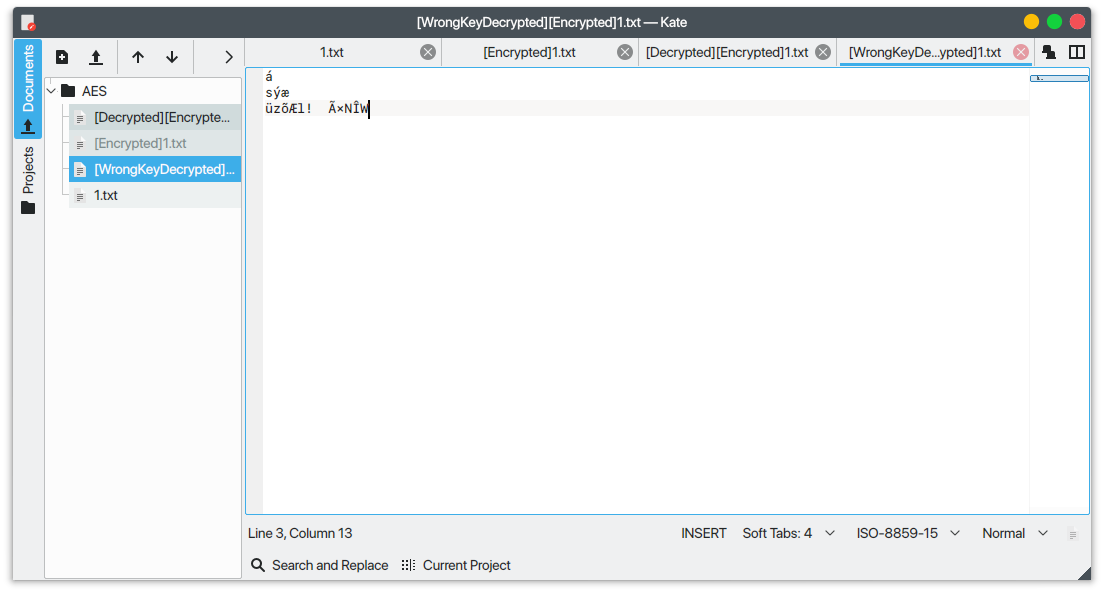 [WrongKeyDecrypted][Encrypted]1.txt — Kate
Documents
Projects
1.txt
[Encrypted]1.txt
[Decrypted][Encrypted]1.txt
[WrongKeyDe...ypted]1.txt
AES
[Decrypted][Encrypte...
[Encrypted]1.txt
[WrongKeyDecrypted]...
1.txt
á
sýæ
üzõÆl!  Ã×NÎW
Line 3, Column 13
INSERT
Soft Tabs: 4
ISO-8859-15
Normal
Search and Replace
Current Project